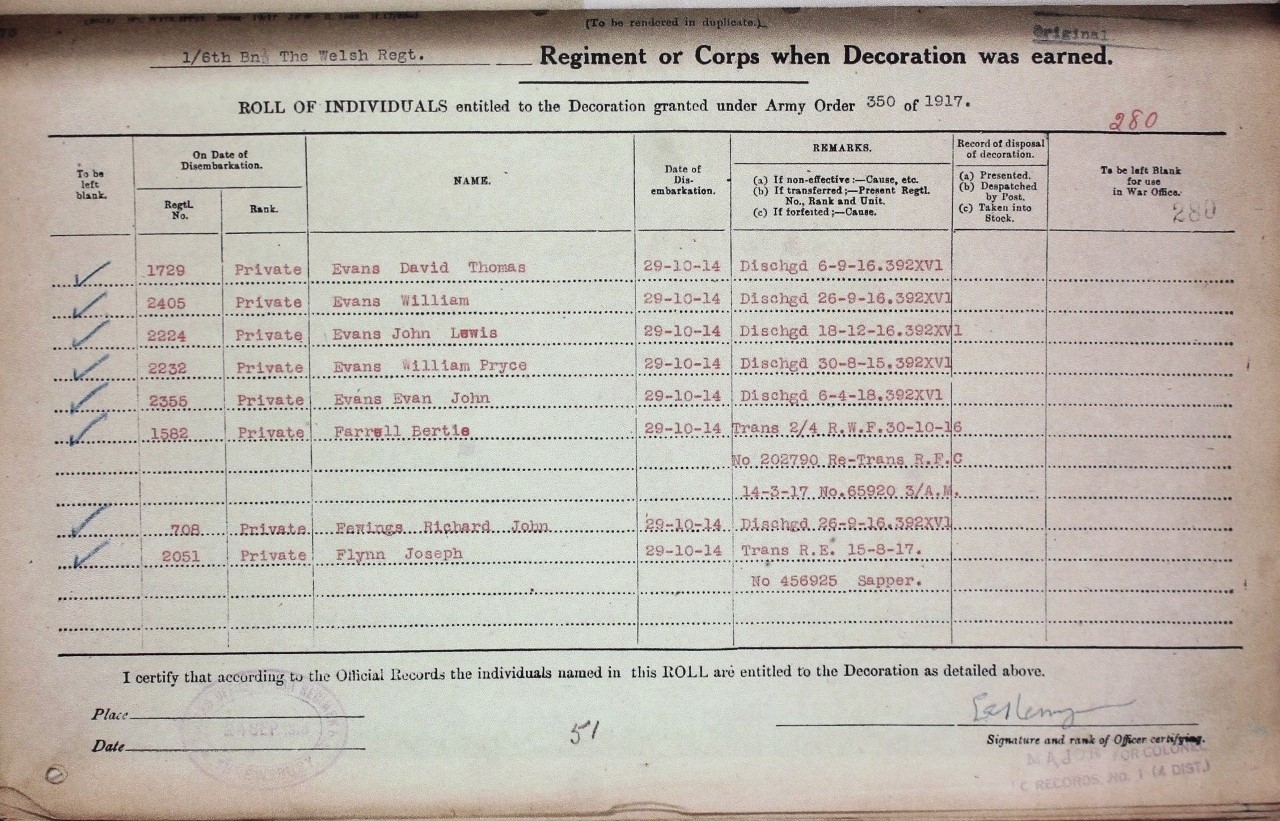 (To be rendered in duplicate.)
Original
1/6th Bn. The Welsh Regt. Regiment or Corps when Decoration was earned.
ROLL OF INDIVIDUALS entitled to the Decoration granted under Army Order 350 of 1917.
280
To be left blank.
On Date of Disembarkation.
Regtl. No.
Rank.
NAME.
Date of Dis-embarkation.
REMARKS.
(a) If non-effective:—Cause, etc.
(b) If transferred;—Present Regtl. No., Rank and Unit.
(c) If forfeited;—Cause.
Record of disposal of decoration.
(a) Presented.
(b) Despatched by Post.
(c) Taken into Stock.
To be left Blank for use in War Office.
280
1729 Private Evans David Thomas 29-10-14 Dischgd 6-9-16.392XV1
2405 Private Evans William 29-10-14 Dischgd 26-9-16.392XV1
2224 Private Evans John Lewis 29-10-14 Dischgd 18-12-16.392XV1
2232 Private Evans William Pryce 29-10-14 Dischgd 30-8-15.392XV1
2355 Private Evans Evan John 29-10-14 Dischgd 6-4-18.392XV1
1582 Private Farrell Bertie 29-10-14 Trans 2/4 R.W.F.30-10-16
No 202790 Re-Trans R.F.C
14-3-17 No.65920 3/A.M.
708 Private Fewings Richard John 29-10-14 Dischgd 26-9-16.392XV1
2051 Private Flynn Joseph 29-10-14 Trans R.E. 15-8-17.
No 456925 Sapper.
I certify that according to the Official Records the individuals named in this ROLL are entitled to the Decoration as detailed above.
Place
Date
51
Signature and rank of Officer certifying.
MAJOR FOR COLONEL
RECORDS, NO. 1 (4 DIST.)